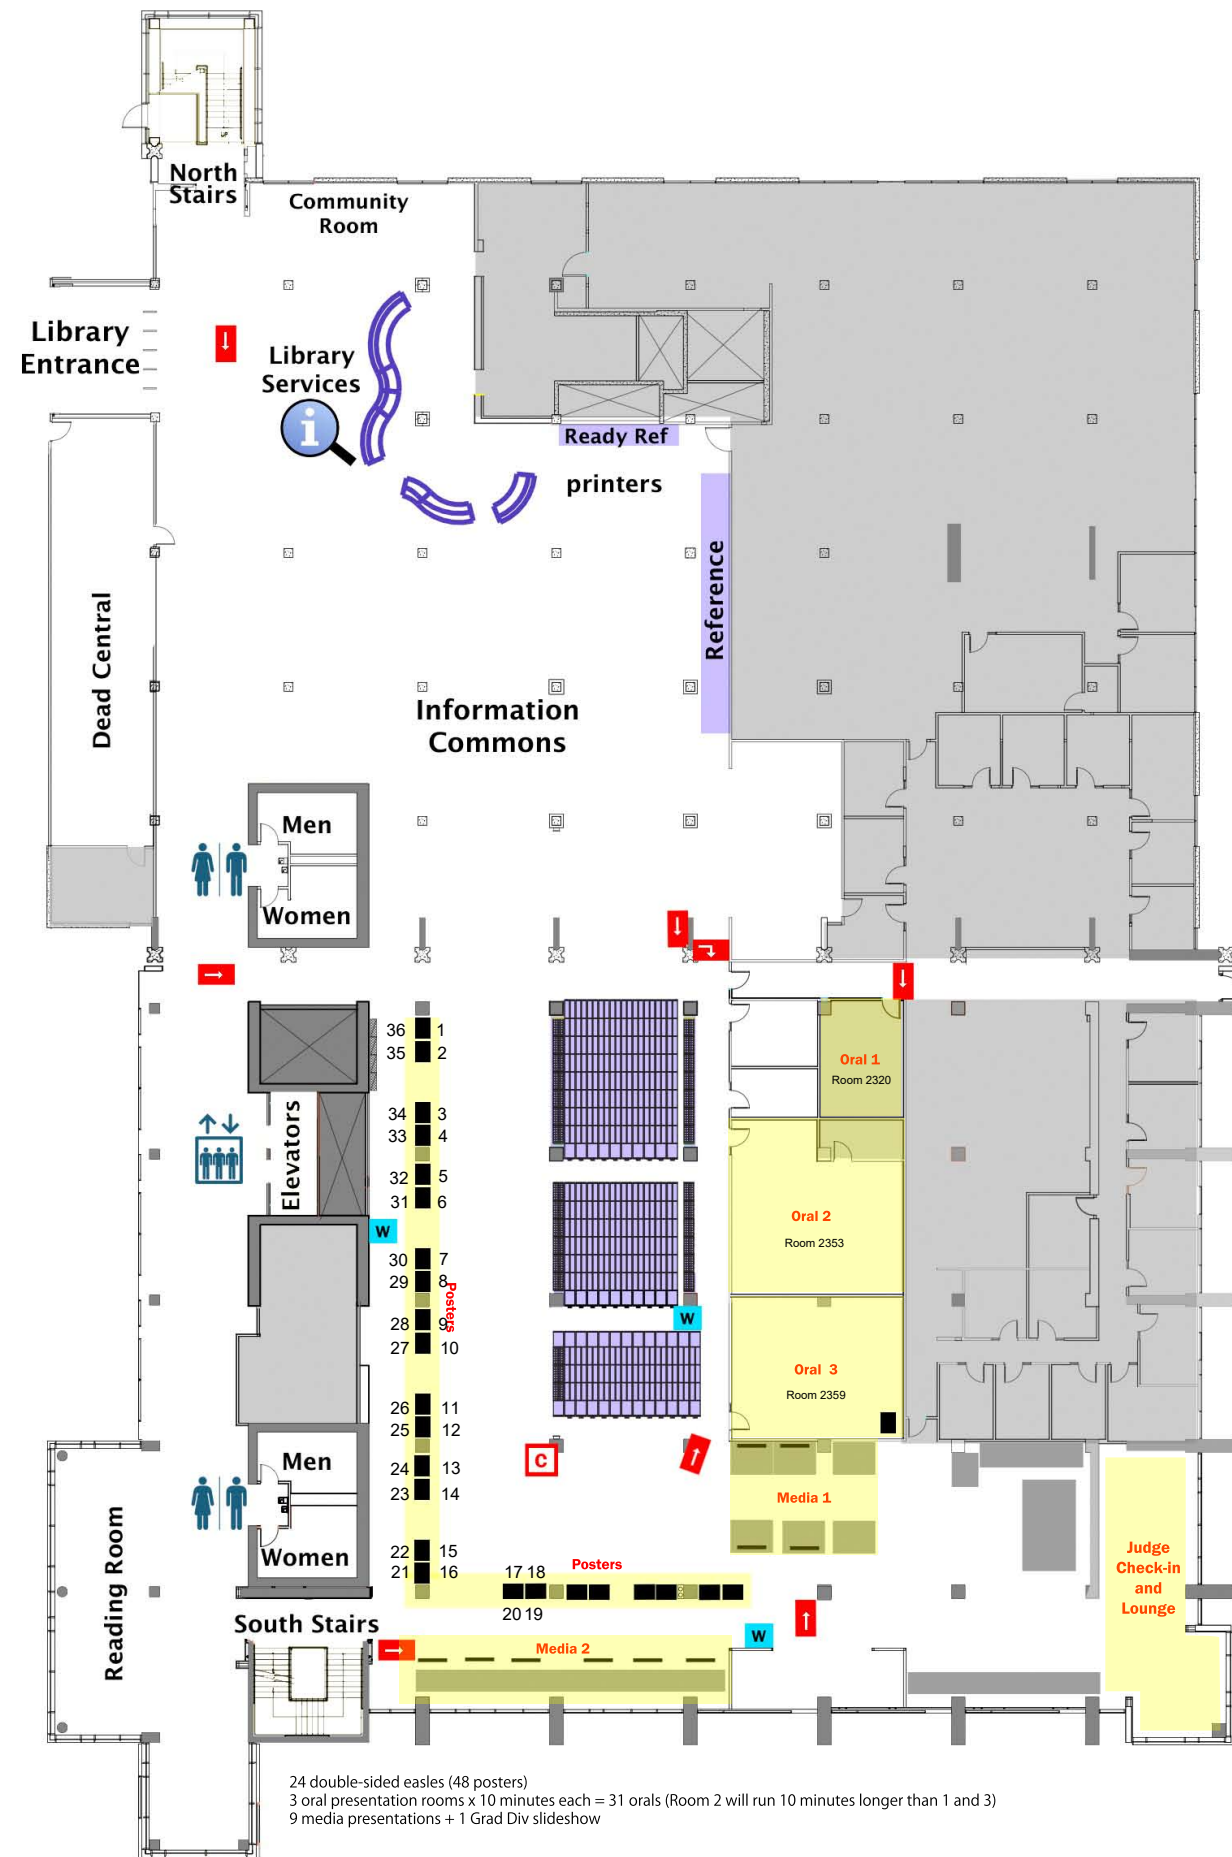 North
Stairs
Community
Room
Library
Entrance
Library
Services
i
Ready Ref
printers
Reference
Dead Central
Information
Commons
Men
Women
Oral 1
Room 2320
Elevators
W
36 1
35 2
34 3
33 4
32 5
31 6
30 7
29 8
28 9
27 10
26 11
25 12
24 13
23 14
22 15
21 16
Posters
Oral 2
Room 2353
W
Oral 3
Room 2359
C
Men
Women
Media 1
Reading Room
Posters
17 18
20 19
Judge
Check-in
and
Lounge
South Stairs
Media 2
W
24 double-sided easles (48 posters)
3 oral presentation rooms x 10 minutes each = 31 orals (Room 2 will run 10 minutes longer than 1 and 3)
9 media presentations + 1 Grad Div slideshow